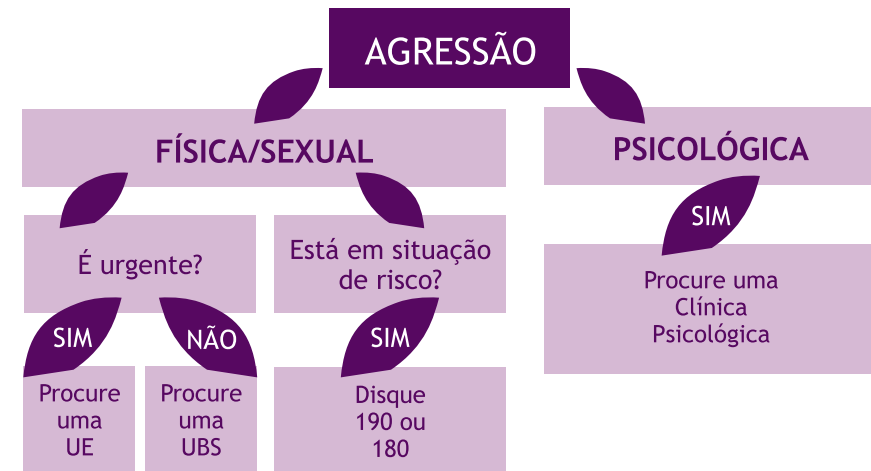 AGRESSÃO
FÍSICA/SEXUAL
PSICOLÓGICA
É urgente?
Está em situação
de risco?
SIM
Procure uma
Clínica
Psicológica
SIM
NÃO
SIM
Procure
uma
UE
Procure
uma
UBS
Disque
190 ou
180